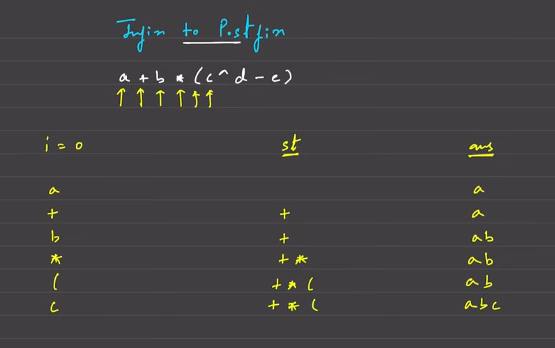 Infix to Postfix
a + b * (c ^ d - e)
↑ ↑ ↑ ↑ ↑ ↑
i = 0 st ans
a a
+ + a
b + ab
* + * ab
( + * ( ab
c + * ( abc